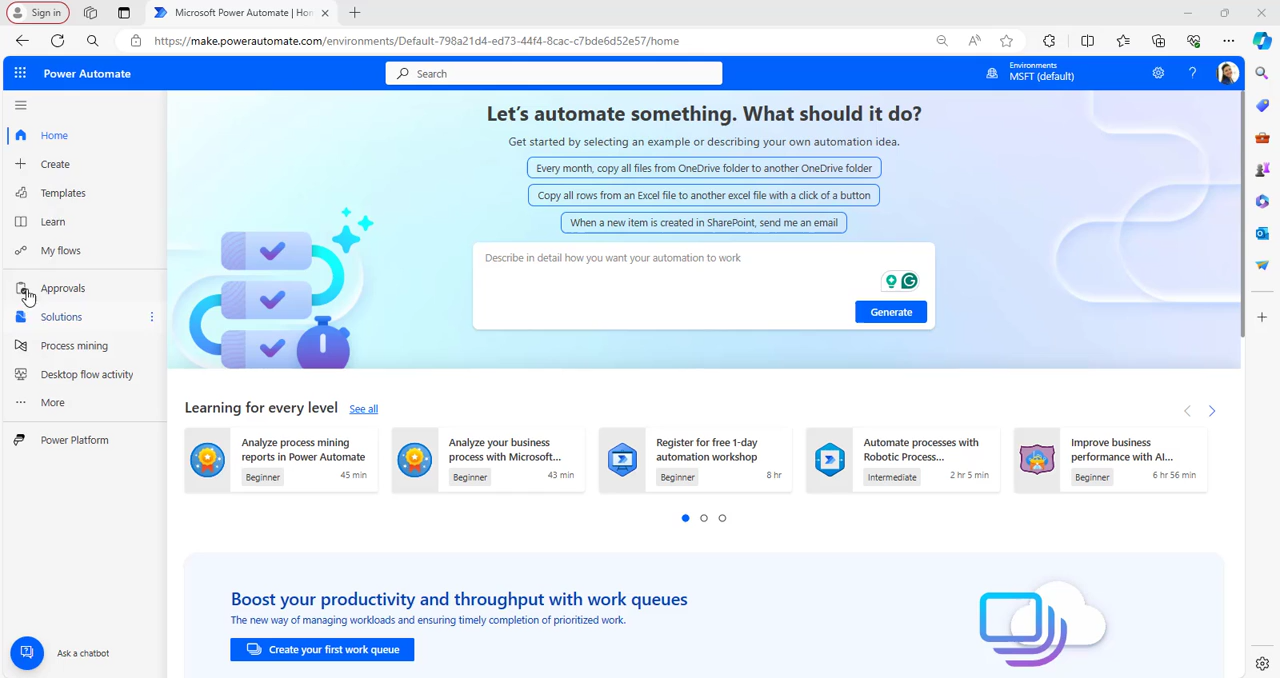 Sign in
Microsoft Power Automate | Hon
https://make.powerautomate.com/environments/Default-798a21d4-ed73-44f4-8cac-c7bde6d52e57/home
Power Automate
Search
Environments
MSFT (default)
Home
Create
Templates
Learn
My flows
Approvals
Solutions
Process mining
Desktop flow activity
More
Power Platform
Ask a chatbot
Let's automate something. What should it do?
Get started by selecting an example or describing your own automation idea.
Every month, copy all files from OneDrive folder to another OneDrive folder
Copy all rows from an Excel file to another excel file with a click of a button
When a new item is created in SharePoint, send me an email
Describe in detail how you want your automation to work
Generate
Learning for every level See all
Analyze process mining
reports in Power Automate
Beginner 45 min
Analyze your business
process with Microsoft...
Beginner 43 min
Register for free 1-day
automation workshop
Beginner 8 hr
Automate processes with
Robotic Process...
Intermediate 2 hr 5 min
Improve business
performance with AI...
Beginner 6 hr 56 min
Boost your productivity and throughput with work queues
The new way of managing workloads and ensuring timely completion of prioritized work.
Create your first work queue